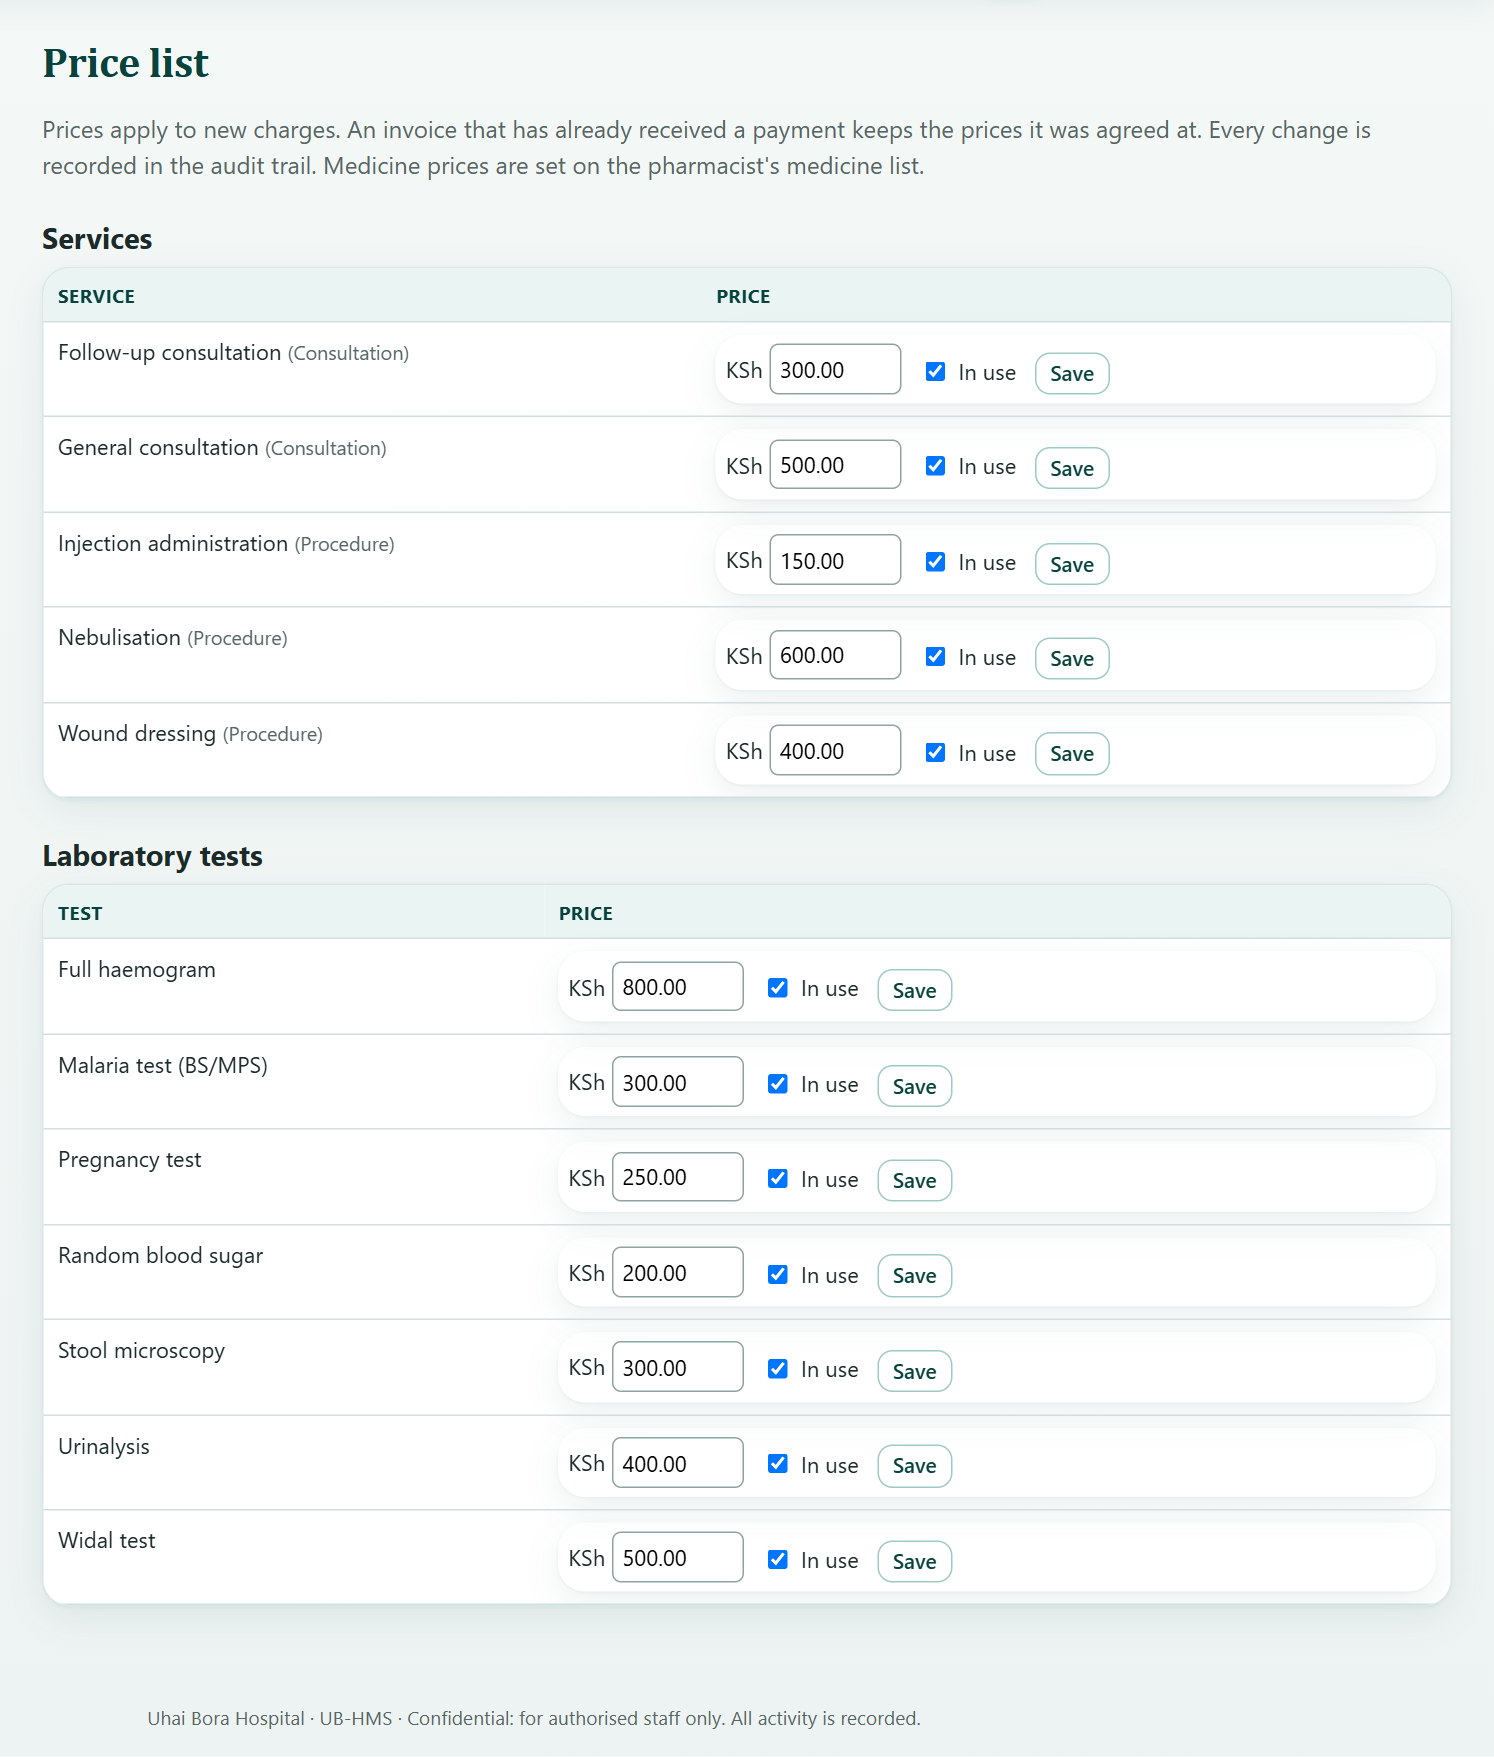 Price list
Prices apply to new charges. An invoice that has already received a payment keeps the prices it was agreed at. Every change is
recorded in the audit trail. Medicine prices are set on the pharmacist's medicine list.
Services
SERVICE PRICE
Follow-up consultation (Consultation) KSh 300.00 In use Save
General consultation (Consultation) KSh 500.00 In use Save
Injection administration (Procedure) KSh 150.00 In use Save
Nebulisation (Procedure) KSh 600.00 In use Save
Wound dressing (Procedure) KSh 400.00 In use Save
Laboratory tests
TEST PRICE
Full haemogram KSh 800.00 In use Save
Malaria test (BS/MPS) KSh 300.00 In use Save
Pregnancy test KSh 250.00 In use Save
Random blood sugar KSh 200.00 In use Save
Stool microscopy KSh 300.00 In use Save
Urinalysis KSh 400.00 In use Save
Widal test KSh 500.00 In use Save
Uhai Bora Hospital · UB-HMS · Confidential: for authorised staff only. All activity is recorded.